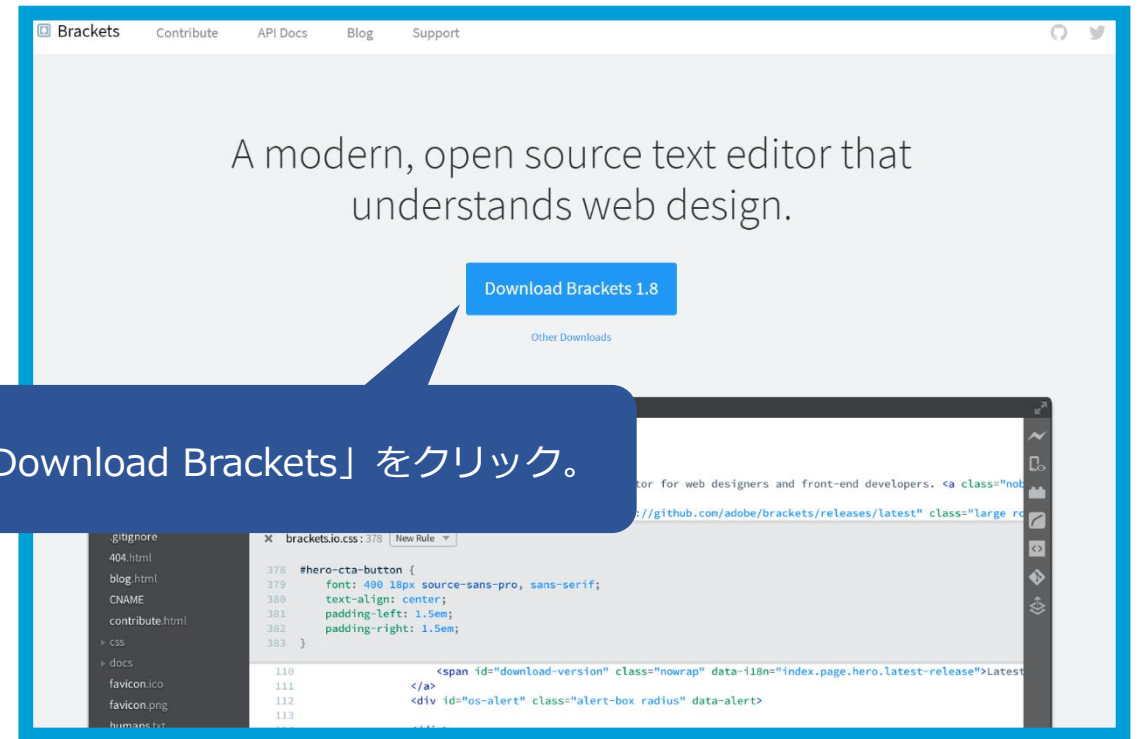 Brackets Contribute API Docs Blog Support
A modern, open source text editor that
understands web design.
Download Brackets 1.8
Other Downloads
Download Brackets」をクリック。
tor for web designers and front-end developers. <a class="nob
://github.com/adobe/brackets/releases/latest" class="large ro
.gitignore
404.html
blog.html
CNAME
contribute.html
css
docs
favicon.ico
favicon.png
humans.txt
brackets.io.css : 378 New Rule
378 #hero-cta-button {
379 font: 400 18px source-sans-pro, sans-serif;
380 text-align: center;
381 padding-left: 1.5em;
382 padding-right: 1.5em;
383 }
110 <span id="download-version" class="nowrap" data-i18n="index.page.hero.latest-release">Latest
111 </a>
112 <div id="os-alert" class="alert-box radius" data-alert>
113